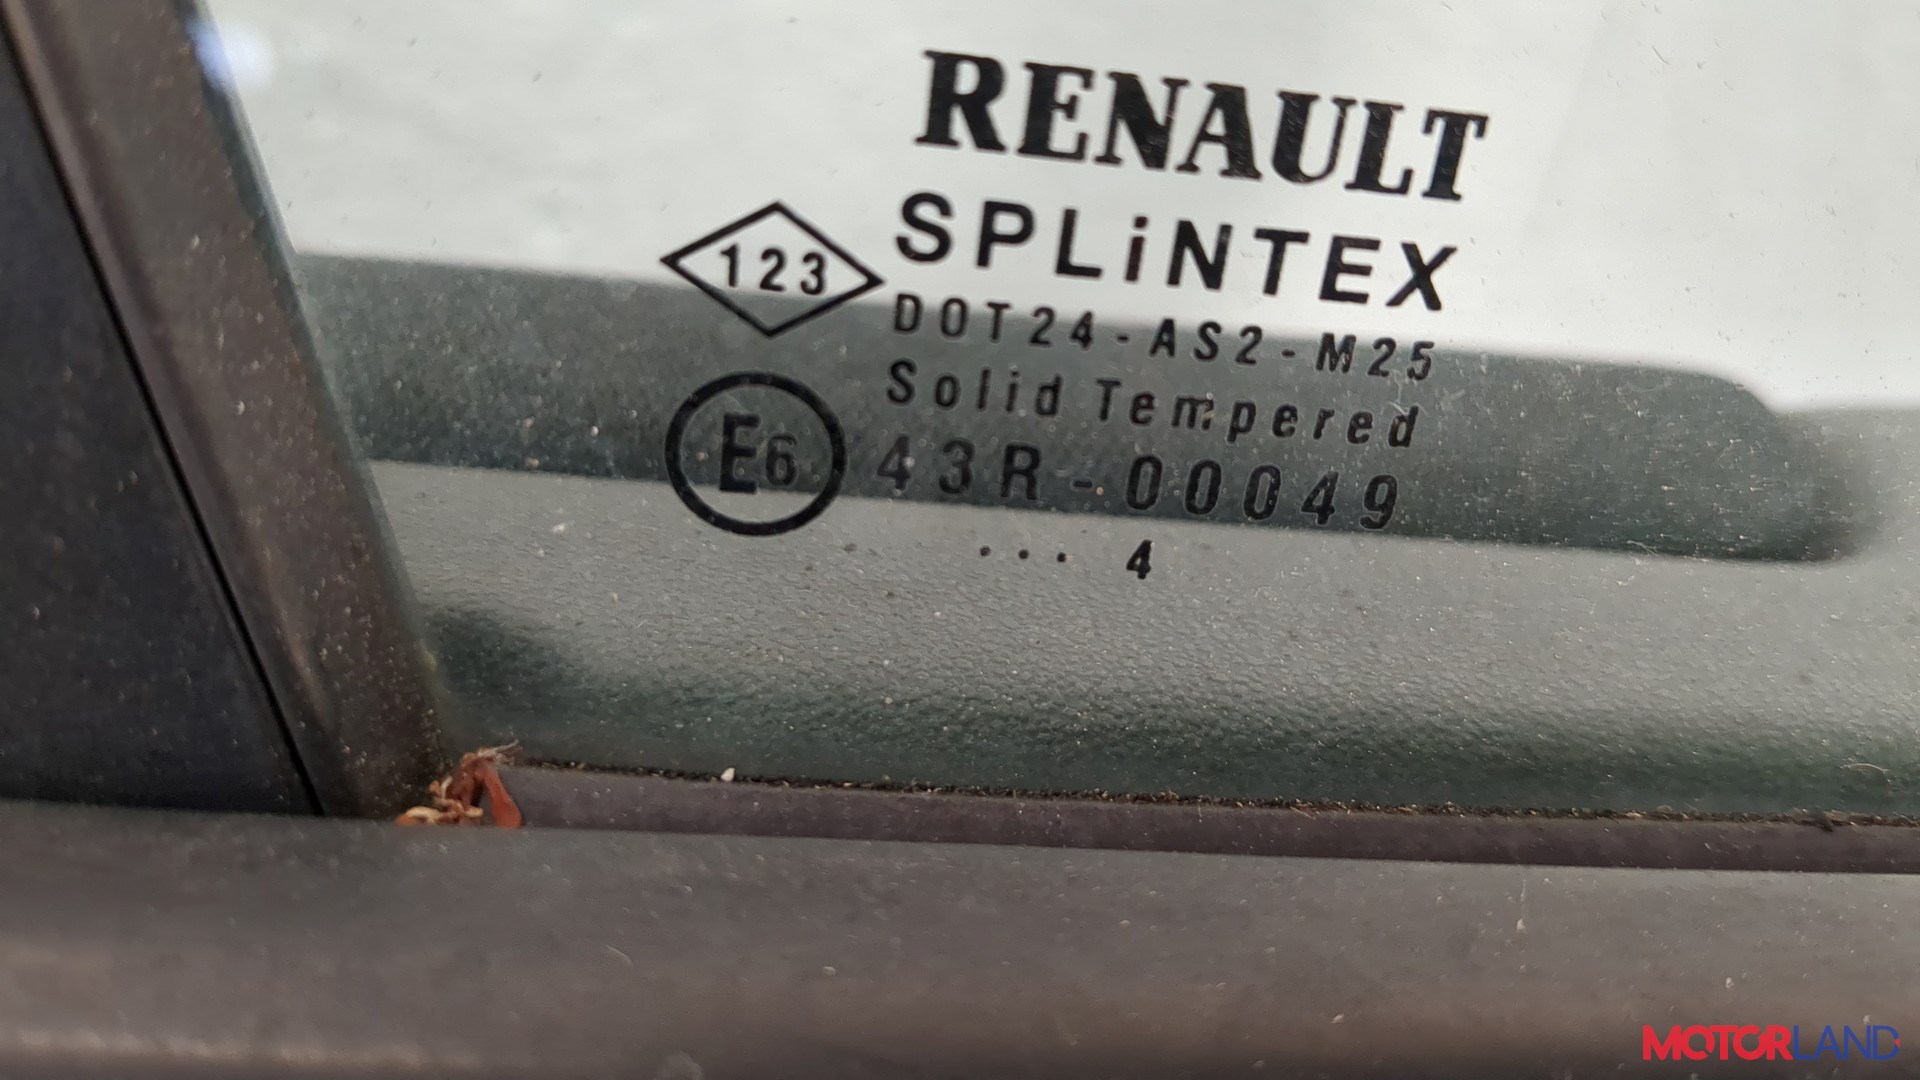 RENAULT
SPLiNTEX
123
DOT24-AS2-M25
Solid Tempered
E6 43R-00049
... 4
MOTORLAND